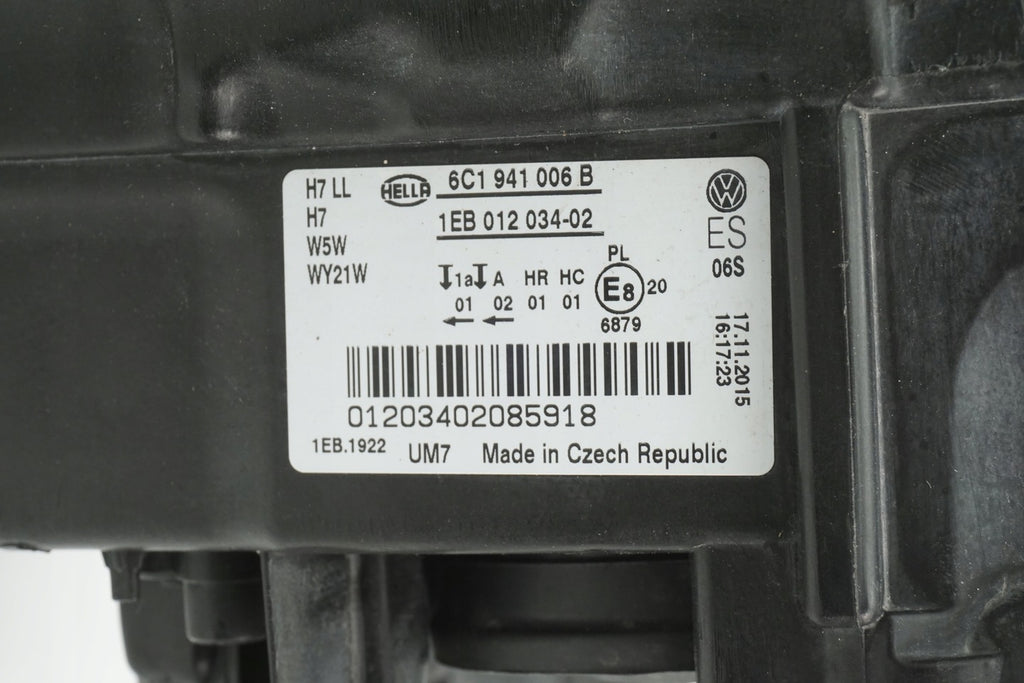 H7 LL
H7
W5W
WY21W
HELLA
6C1 941 006 B
1EB 012 034-02
1a A HR HC
01 02 01 01
PL
E8 20
6879
VW
ES
06S
17.11.2015
16:17:23
01203402085918
1EB.1922 UM7 Made in Czech Republic